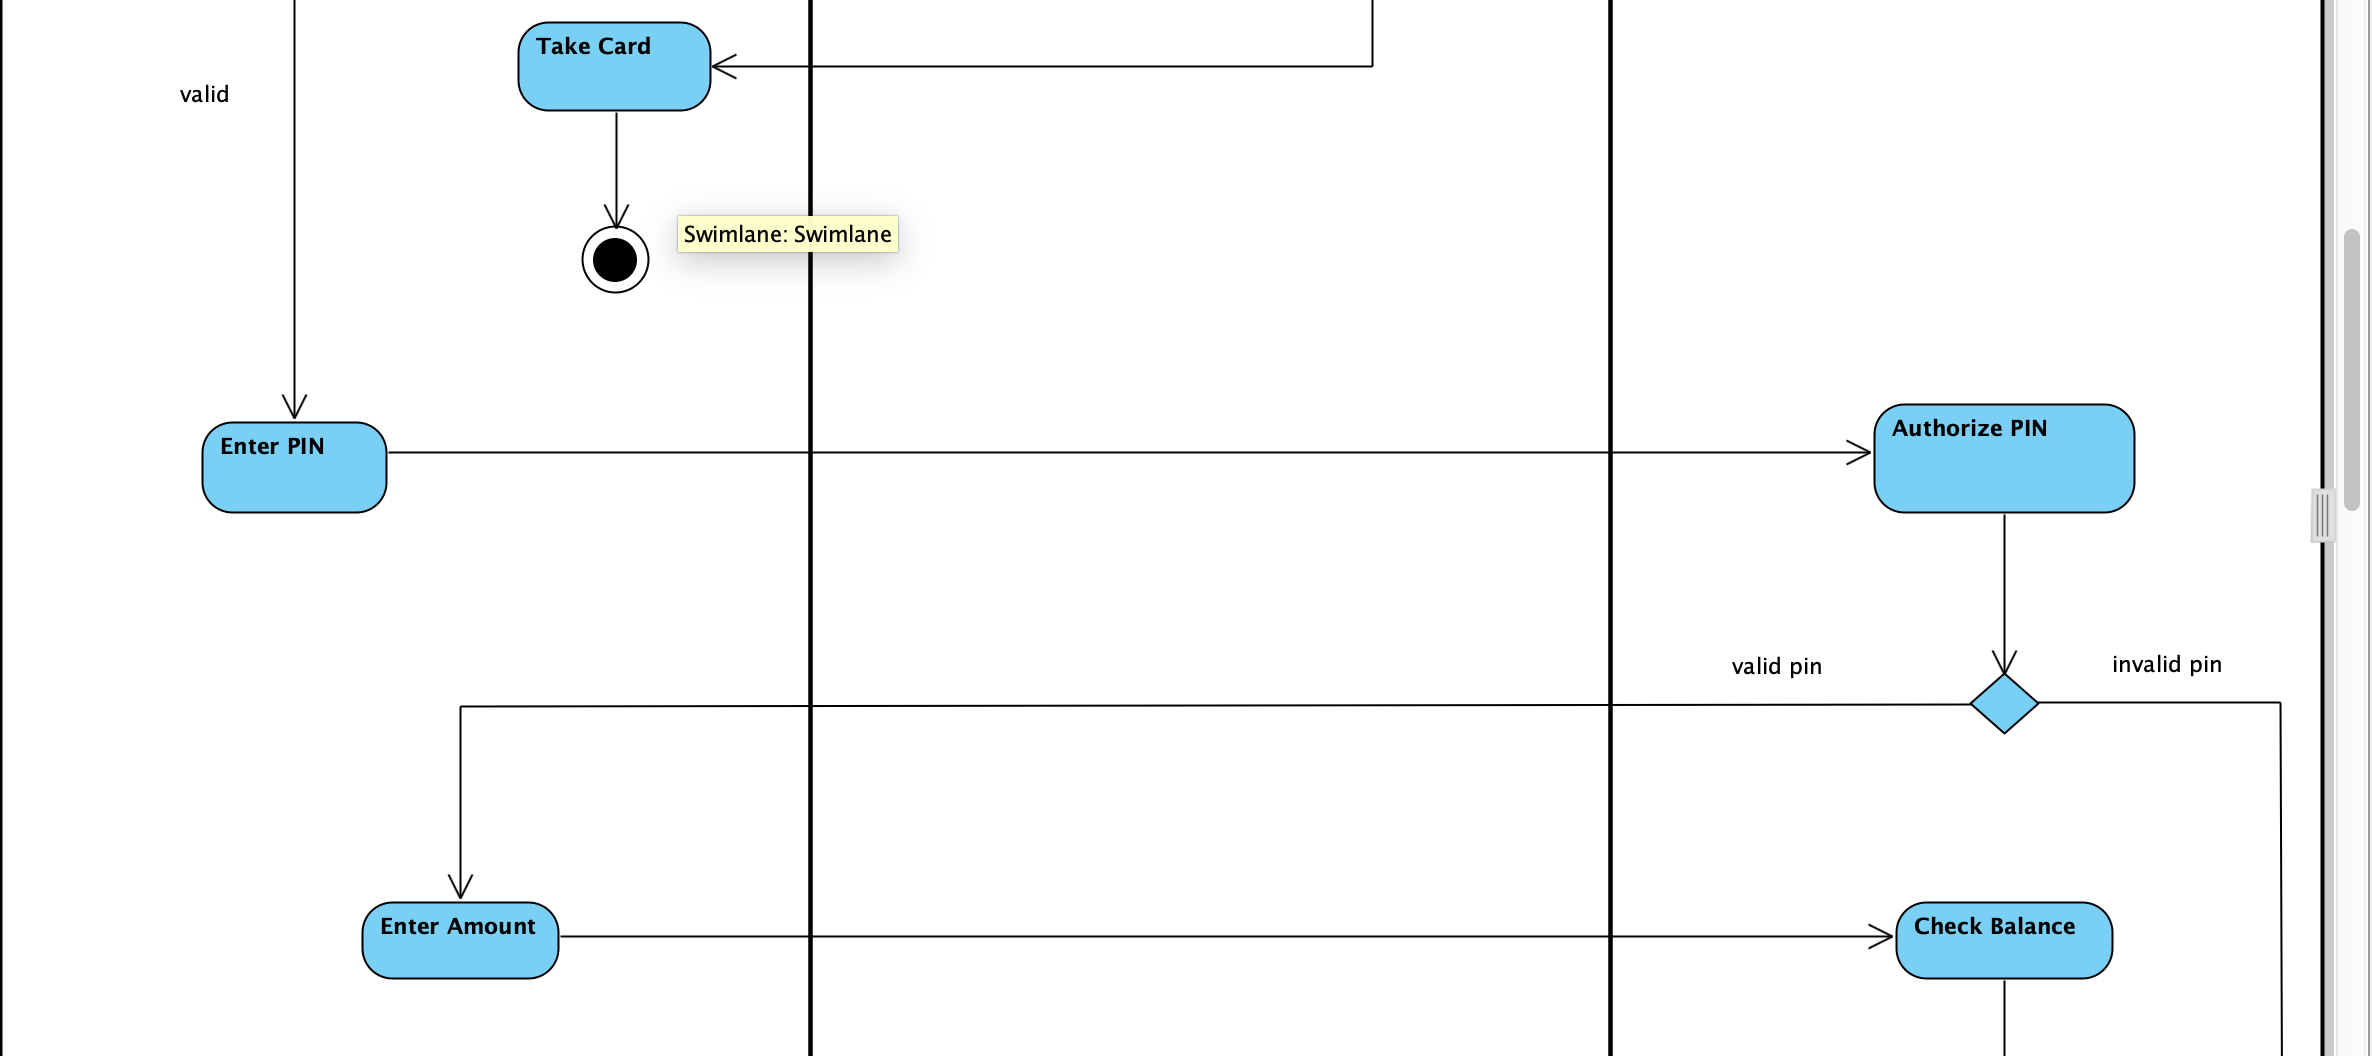 Take Card
valid
Swimlane: Swimlane
Enter PIN
Authorize PIN
valid pin
invalid pin
Enter Amount
Check Balance